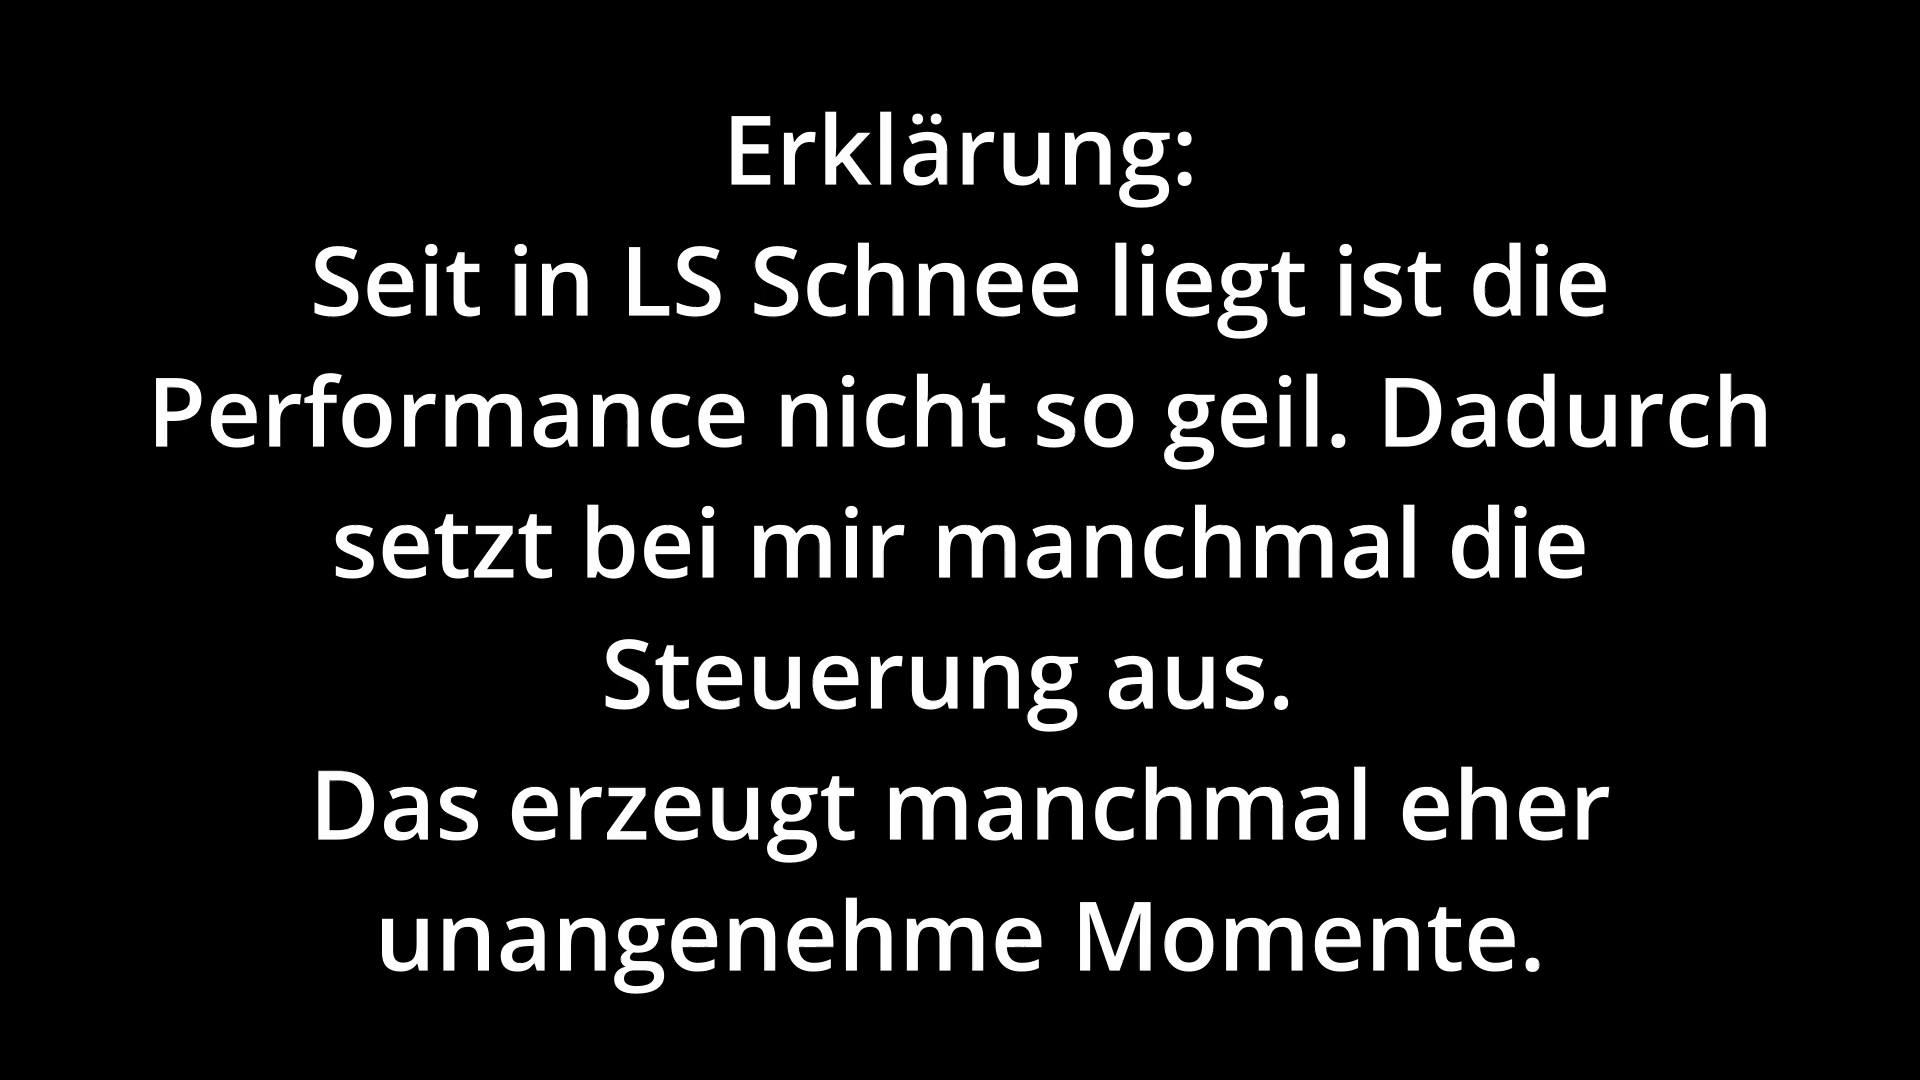 Erklärung:
Seit in LS Schnee liegt ist die
Performance nicht so geil. Dadurch
setzt bei mir manchmal die
Steuerung aus.
Das erzeugt manchmal eher
unangenehme Momente.